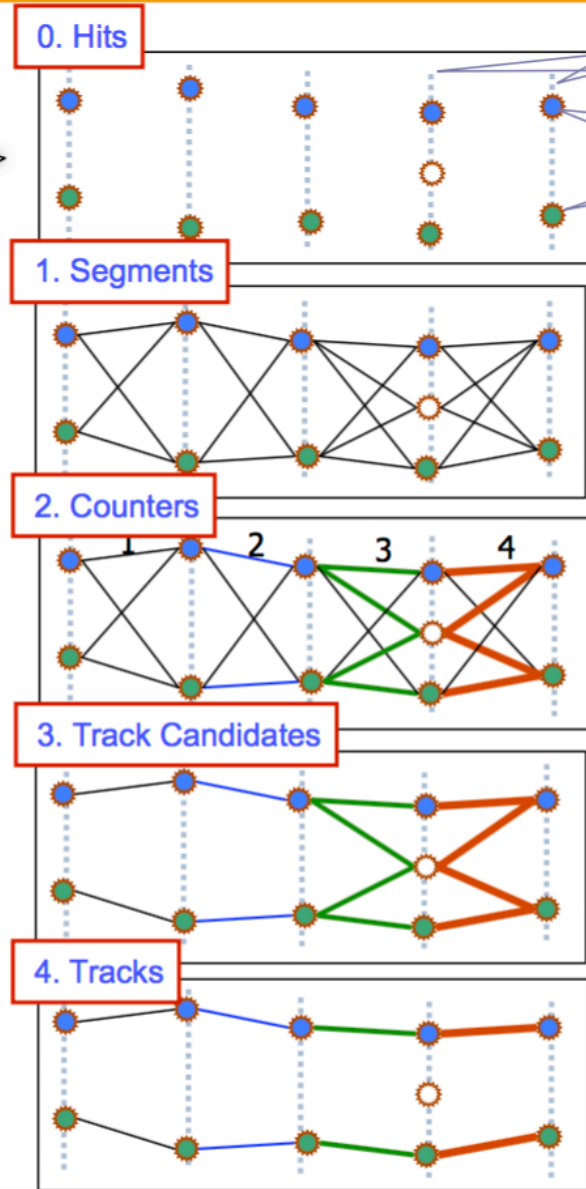 0. Hits
1. Segments
2. Counters
1 2 3 4
3. Track Candidates
4. Tracks